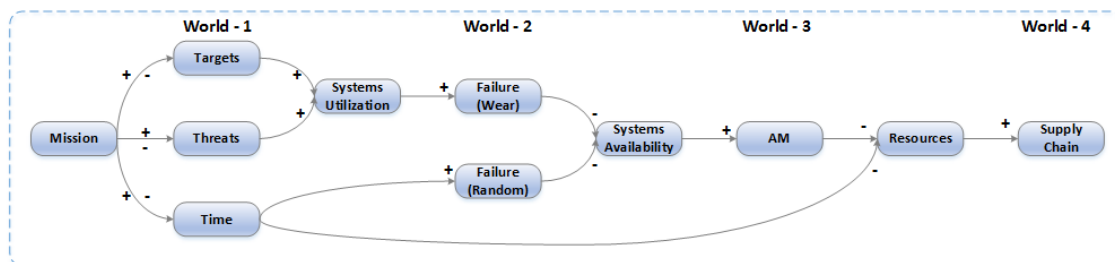 World - 1
World - 2
World - 3
World - 4
Mission
+ -
+
-
+ -
Targets
Threats
Time
+
+
Systems
Utilization
+
Failure
(Wear)
+
Failure
(Random)
-
-
Systems
Availability
+
AM
-
-
Resources
+
Supply
Chain